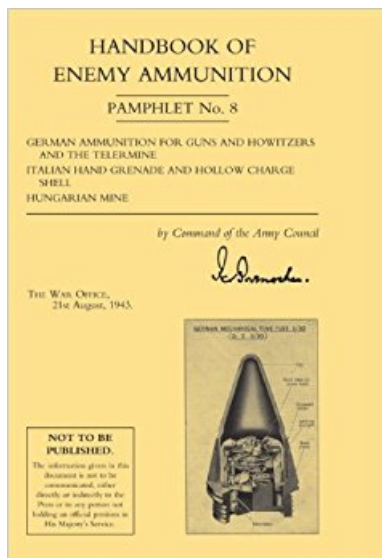 HANDBOOK OF
ENEMY AMMUNITION
PAMPHLET No. 8
GERMAN AMMUNITION FOR GUNS AND HOWITZERS
AND THE TELERMINE
ITALIAN HAND GRENADE AND HOLLOW CHARGE
SHELL
HUNGARIAN MINE
by Command of the Army Council
THE WAR OFFICE,
21st August, 1943.
GERMAN MECHANICAL TIME FUZE S/30
NOT TO BE
PUBLISHED.
The information given in this
document is not to be
communicated, either
directly or indirectly to the
Press or to any person not
holding an official position in
His Majesty's Service.